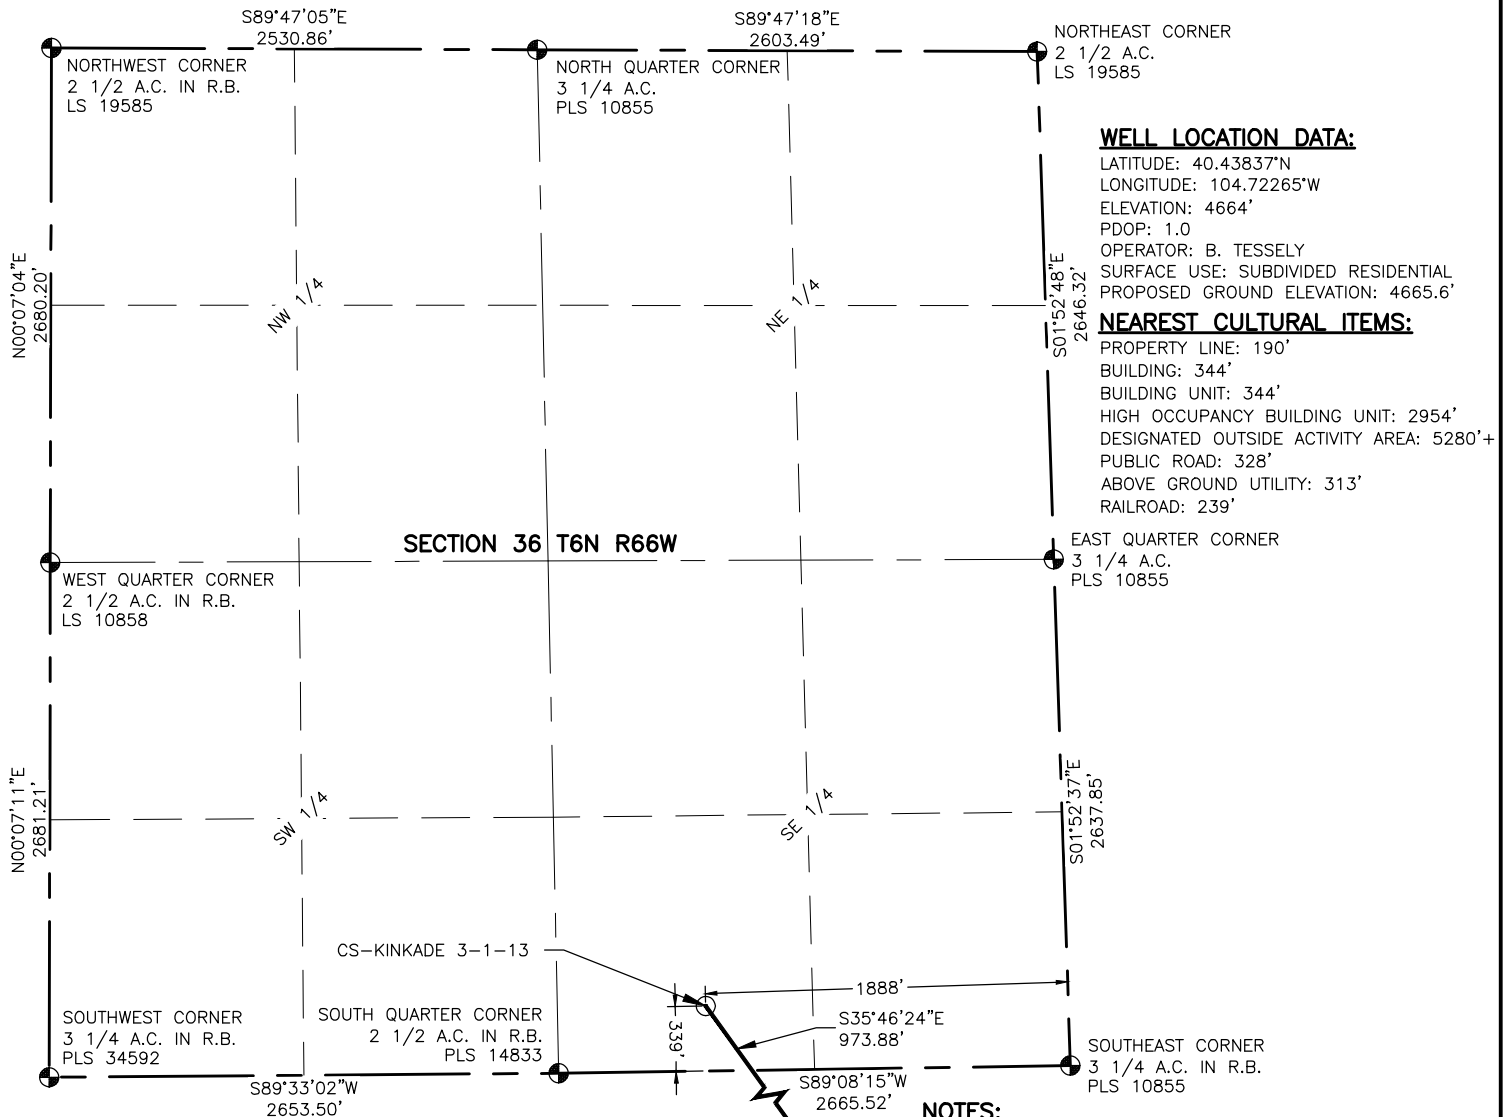 S89°47'05"E
2530.86'
S89°47'18"E
2603.49'
NORTHWEST CORNER
2 1/2 A.C. IN R.B.
LS 19585
NORTH QUARTER CORNER
3 1/4 A.C.
PLS 10855
NORTHEAST CORNER
2 1/2 A.C.
LS 19585
WELL LOCATION DATA:
LATITUDE: 40.43837°N
LONGITUDE: 104.72265°W
ELEVATION: 4664'
PDOP: 1.0
OPERATOR: B. TESSELY
SURFACE USE: SUBDIVIDED RESIDENTIAL
PROPOSED GROUND ELEVATION: 4665.6'
NEAREST CULTURAL ITEMS:
PROPERTY LINE: 190'
BUILDING: 344'
BUILDING UNIT: 344'
HIGH OCCUPANCY BUILDING UNIT: 2954'
DESIGNATED OUTSIDE ACTIVITY AREA: 5280'+
PUBLIC ROAD: 328'
ABOVE GROUND UTILITY: 313'
RAILROAD: 239'
N00°07'04"E
2680.20'
NW 1/4
NE 1/4
S01°52'48"E
2646.32'
SECTION 36 T6N R66W
WEST QUARTER CORNER
2 1/2 A.C. IN R.B.
LS 10858
EAST QUARTER CORNER
3 1/4 A.C.
PLS 10855
N00°07'11"E
2681.21'
SW 1/4
SE 1/4
S01°52'37"E
2637.85'
CS-KINKADE 3-1-13
1888'
339'
S35°46'24"E
973.88'
SOUTHWEST CORNER
3 1/4 A.C. IN R.B.
PLS 34592
SOUTH QUARTER CORNER
2 1/2 A.C. IN R.B.
PLS 14833
SOUTHEAST CORNER
3 1/4 A.C. IN R.B.
PLS 10855
S89°33'02"W
2653.50'
S89°08'15"W
2665.52'
NOTES: